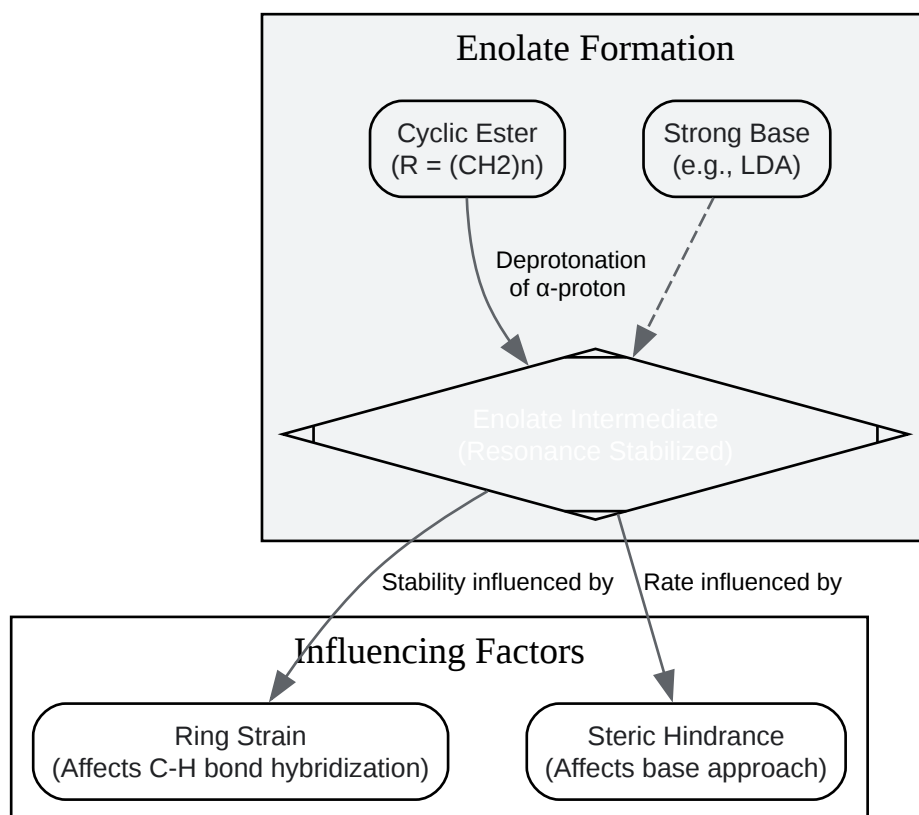 Enolate Formation
Cyclic Ester
(R = (CH2)n)
Strong Base
(e.g., LDA)
Deprotonation
of α-proton
Enolate Intermediate
(Resonance Stabilized)
Stability influenced by
Rate influenced by
Influencing Factors
Ring Strain
(Affects C-H bond hybridization)
Steric Hindrance
(Affects base approach)